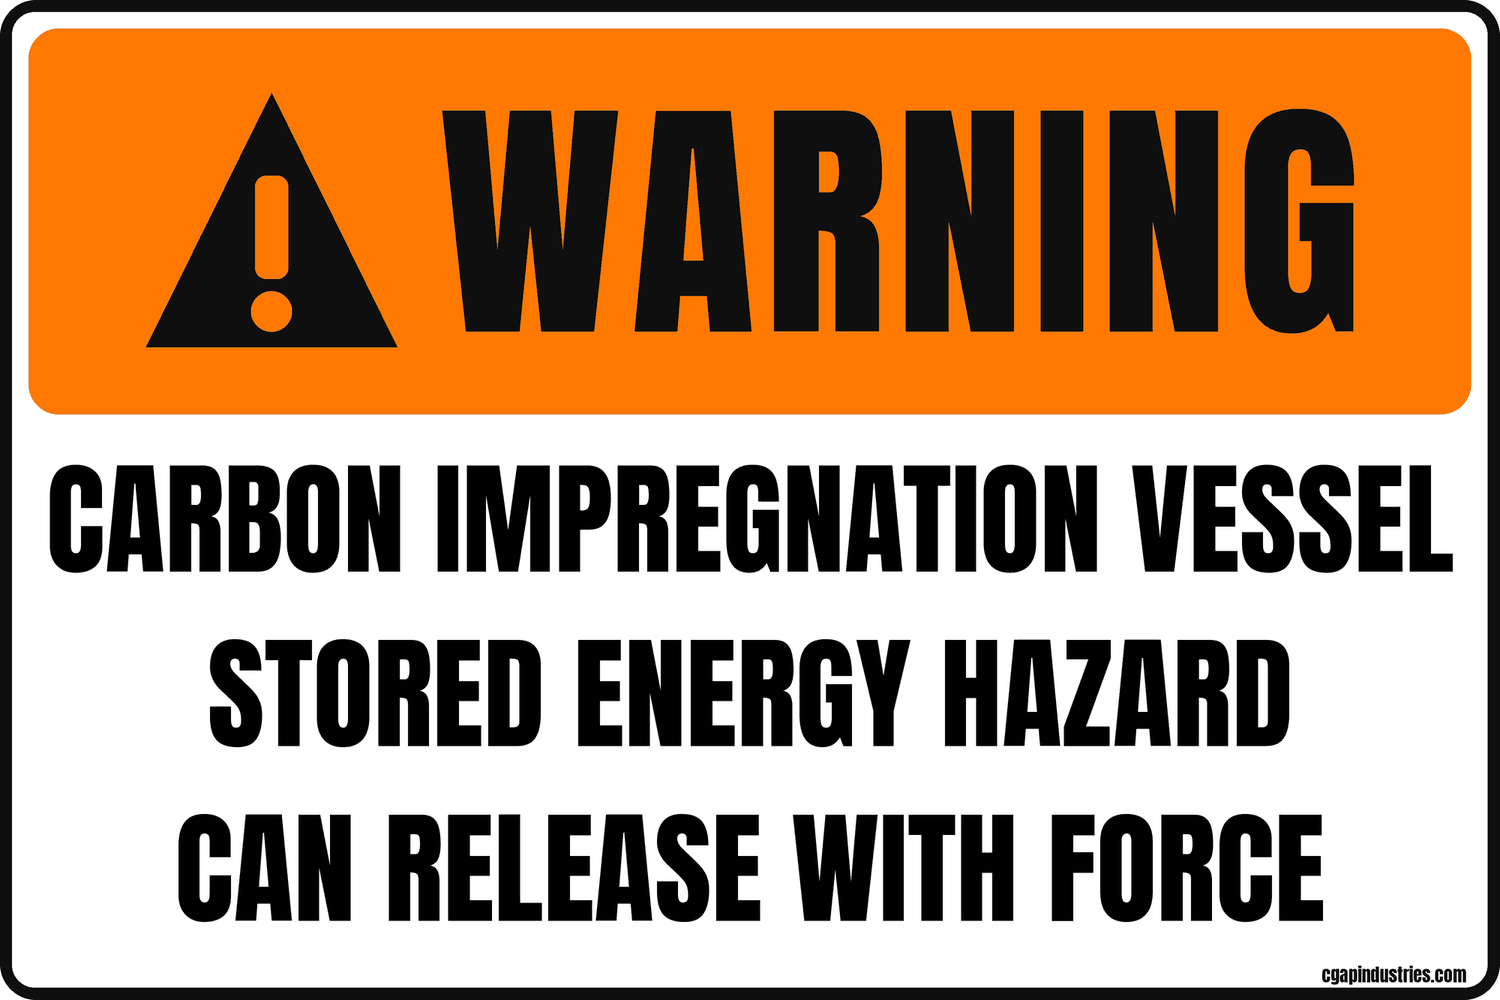 WARNING
CARBON IMPREGNATION VESSEL
STORED ENERGY HAZARD
CAN RELEASE WITH FORCE
cgapindustries.com